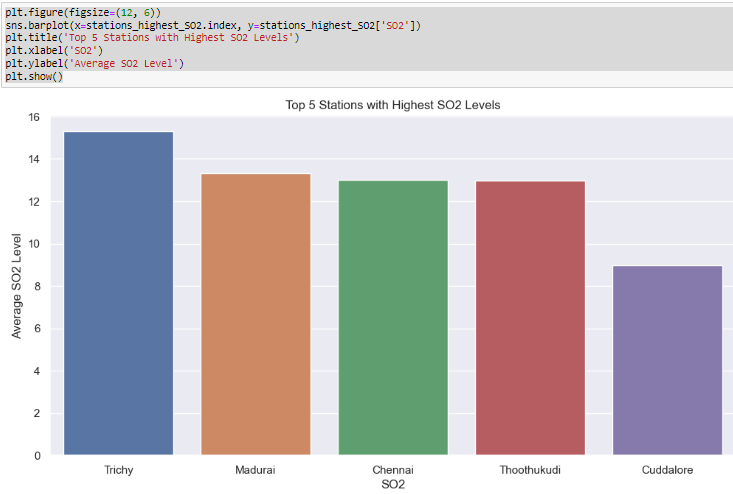 plt.figure(figsize=(12, 6))
sns.barplot(x=stations_highest_SO2.index, y=stations_highest_SO2['SO2'])
plt.title('Top 5 Stations with Highest SO2 Levels')
plt.xlabel('SO2')
plt.ylabel('Average SO2 Level')
plt.show()
Top 5 Stations with Highest SO2 Levels
16
14
12
10
8
6
4
2
0
Average SO2 Level
Trichy Madurai Chennai Thoothukudi Cuddalore
SO2